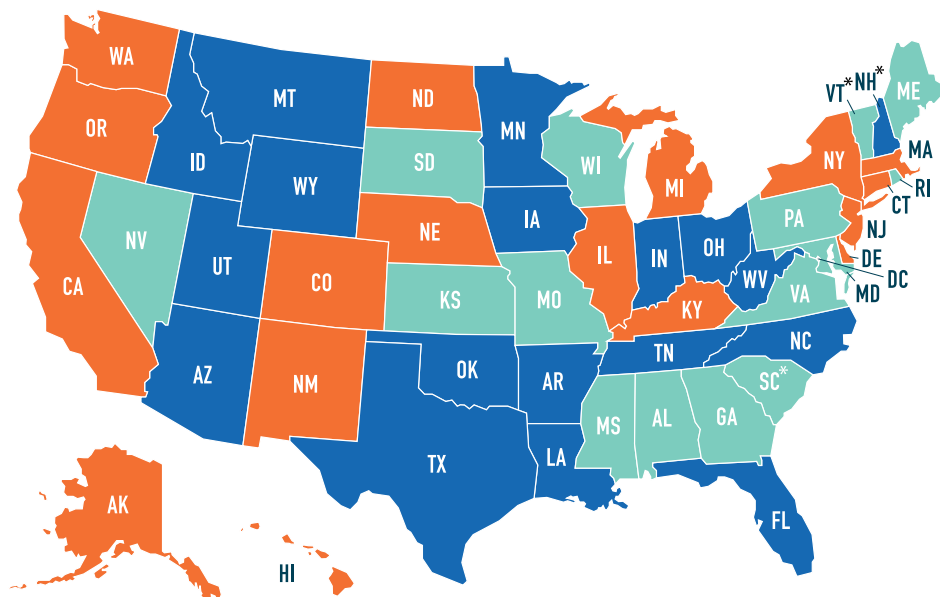 WA
OR
CA
NV
ID
MT
WY
UT
AZ
CO
NM
ND
SD
NE
KS
OK
TX
MN
IA
MO
AR
LA
WI
IL
MI
IN
OH
KY
TN
MS
AL
GA
FL
SC*
NC
VA
WV
PA
NY
VT*
NH*
ME
MA
RI
CT
NJ
DE
DC
MD
AK
HI